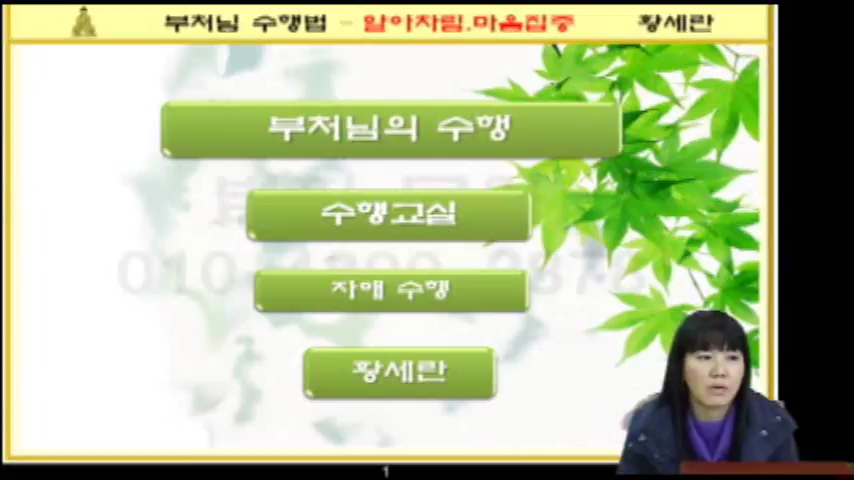 부처님 수행법 - 알아차림.마음집중 황세란
부처님의 수행
수행교실
자애 수행
황세란
1